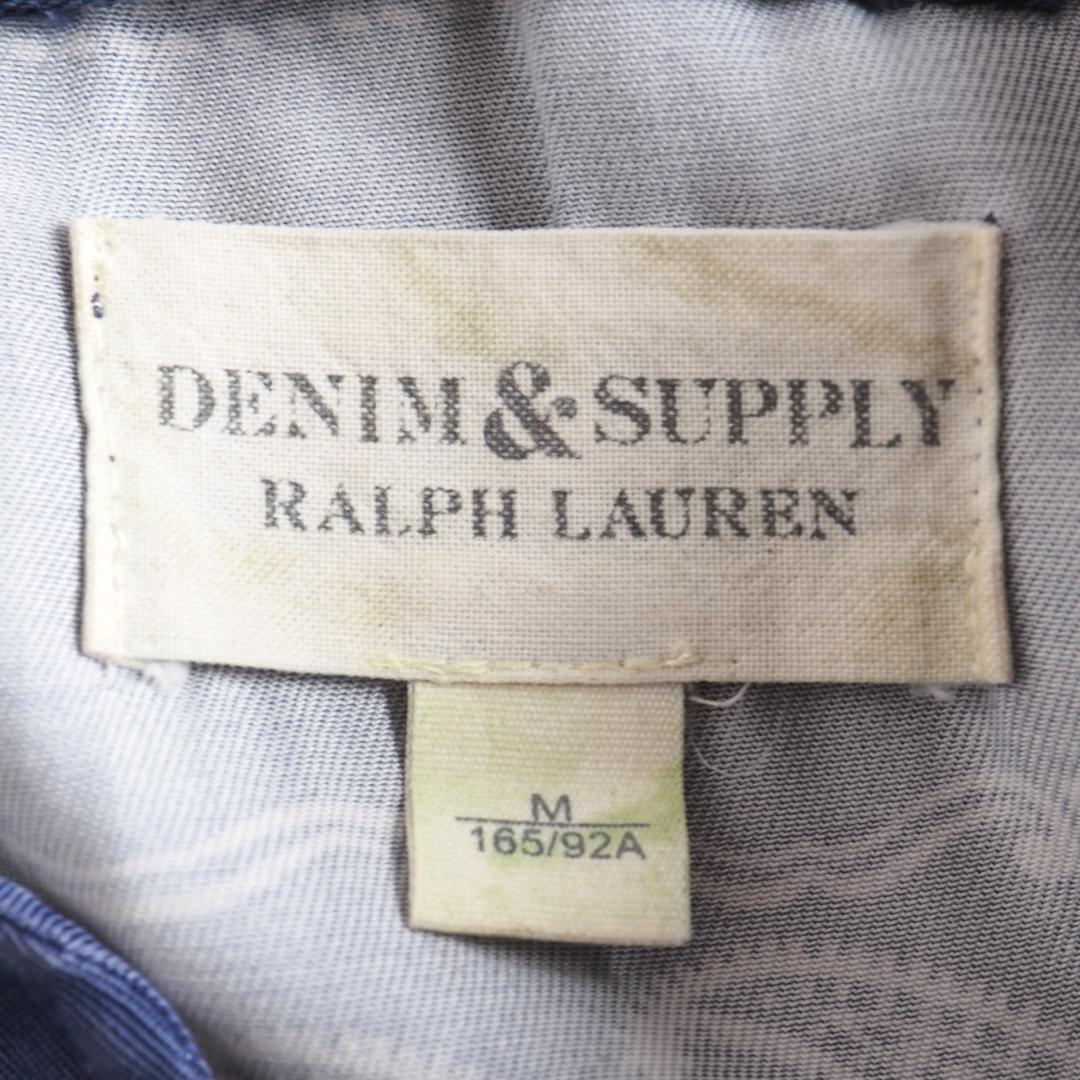 DENIM & SUPPLY
RALPH LAUREN
M
165/92A